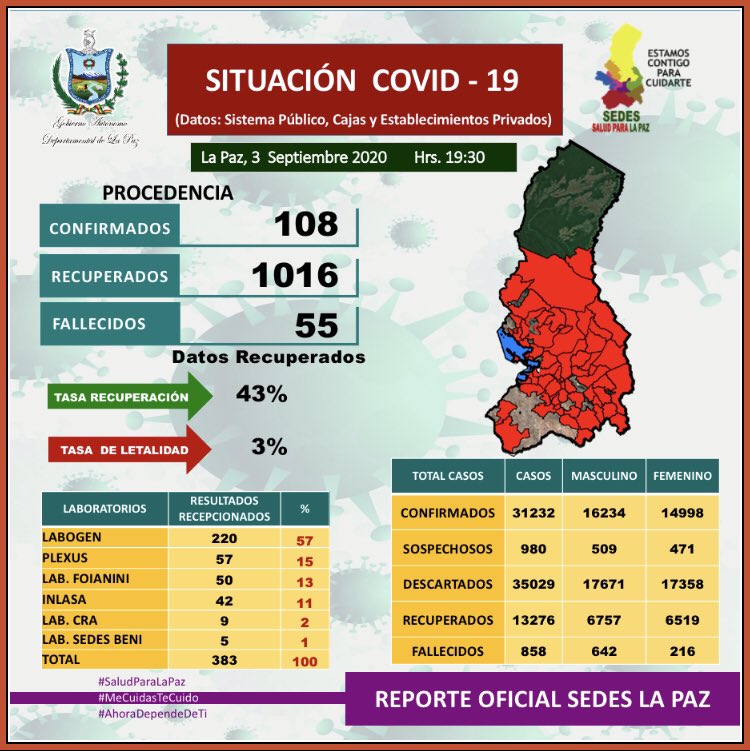 Gobierno Autónomo
Departamental de La Paz
SITUACIÓN COVID - 19
(Datos: Sistema Público, Cajas y Establecimientos Privados)
ESTAMOS
CONTIGO
PARA
CUIDARTE
SEDES
SALUD PARA LA PAZ
La Paz, 3 Septiembre 2020 Hrs. 19:30
PROCEDENCIA
CONFIRMADOS 108
RECUPERADOS 1016
FALLECIDOS 55
Datos Recuperados
TASA RECUPERACIÓN 43%
TASA DE LETALIDAD 3%
LABORATORIOS RESULTADOS RECEPCIONADOS %
LABOGEN 220 57
PLEXUS 57 15
LAB. FOIANINI 50 13
INLASA 42 11
LAB. CRA 9 2
LAB. SEDES BENI 5 1
TOTAL 383 100
TOTAL CASOS CASOS MASCULINO FEMENINO
CONFIRMADOS 31232 16234 14998
SOSPECHOSOS 980 509 471
DESCARTADOS 35029 17671 17358
RECUPERADOS 13276 6757 6519
FALLECIDOS 858 642 216
#SaludParaLaPaz
#MeCuidasTeCuido
#AhoraDependeDeTi
REPORTE OFICIAL SEDES LA PAZ